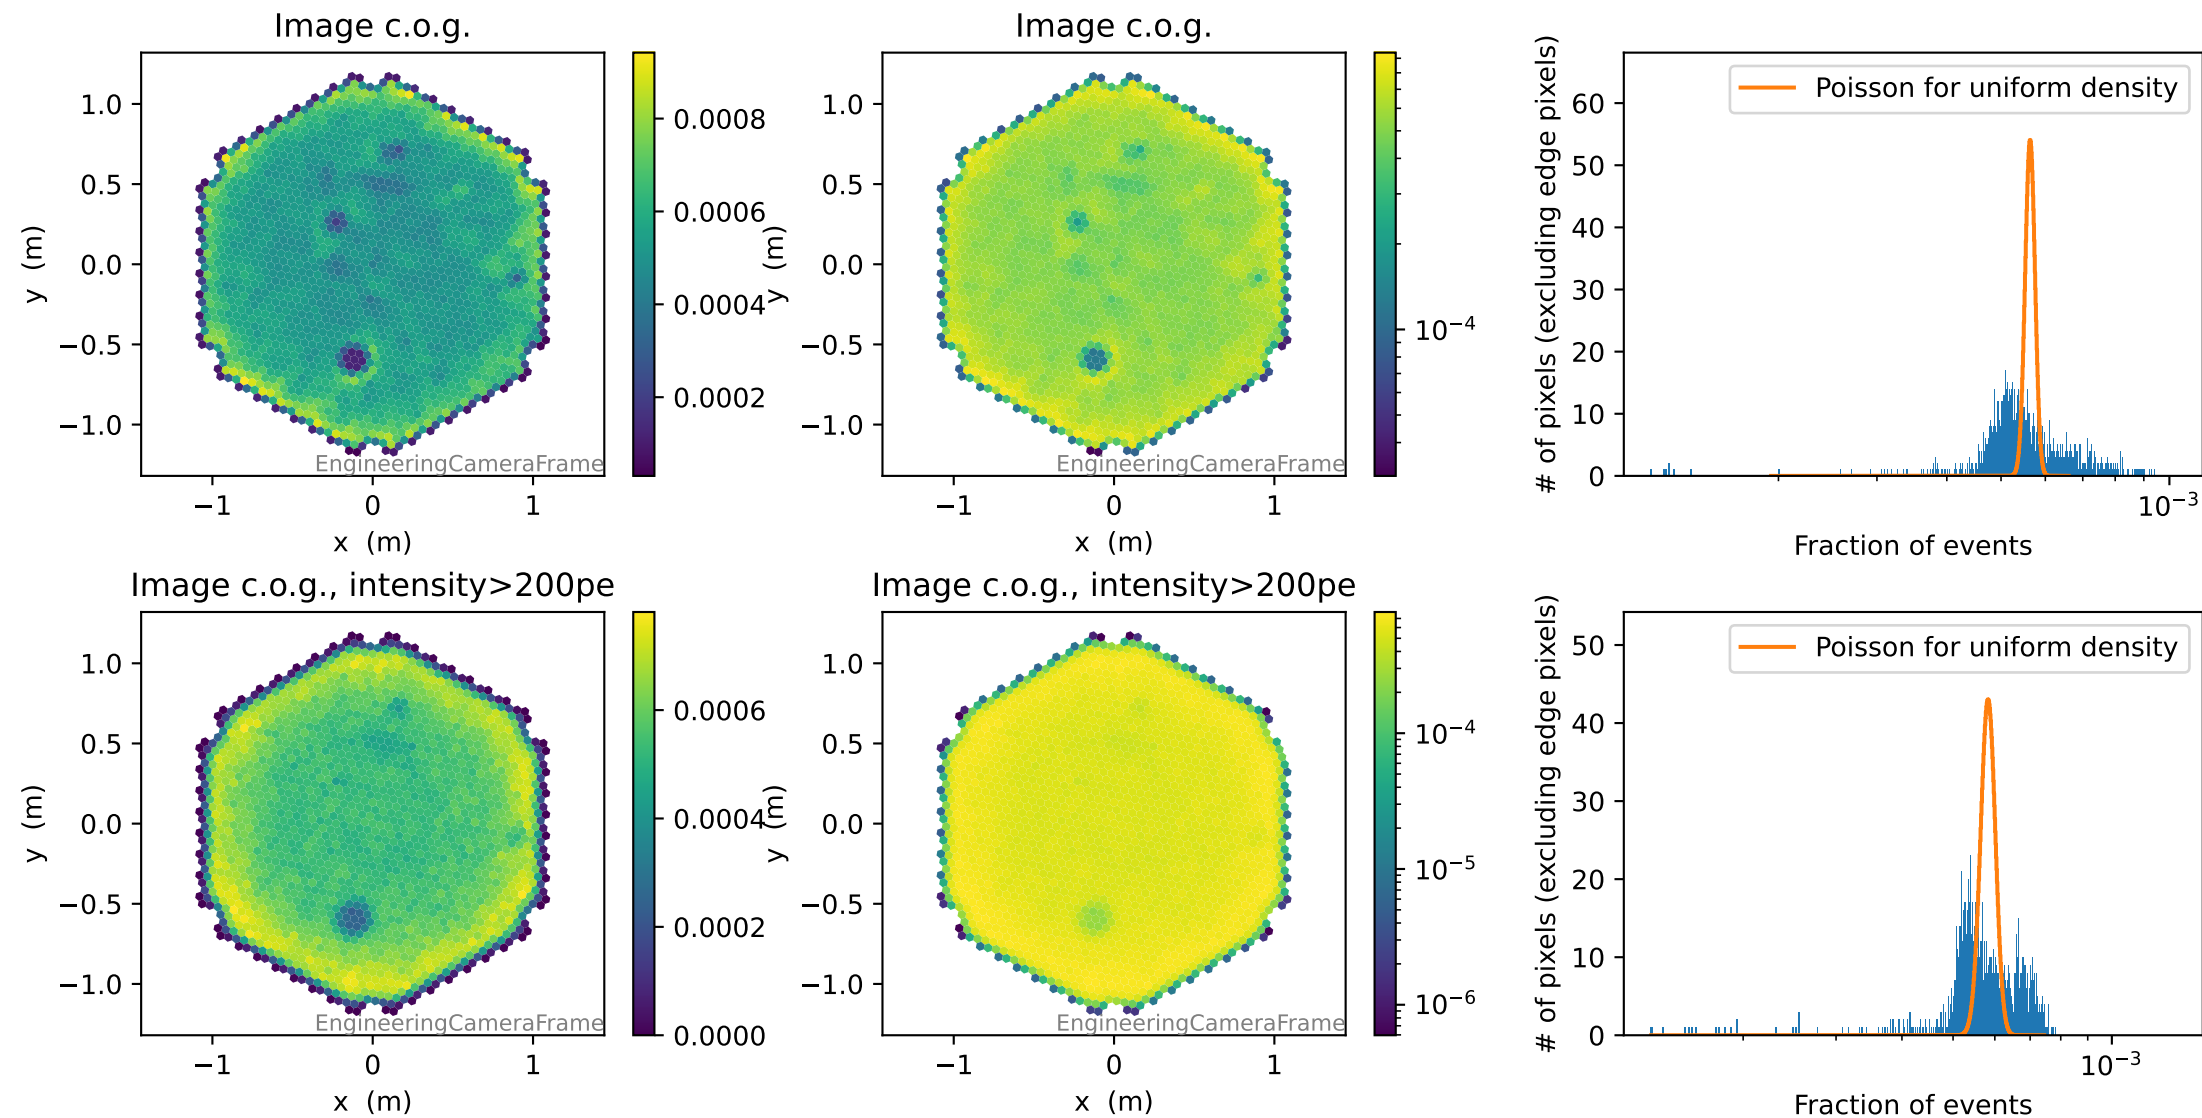 Image c.o.g.
1.0
0.5
0.0
−0.5
−1.0
y (m)
−1 0 1
x (m)
EngineeringCameraFrame
0.0008
0.0006
0.0004
0.0002
Image c.o.g.
1.0
0.5
0.0
−0.5
−1.0
y (m)
−1 0 1
x (m)
EngineeringCameraFrame
10−4
# of pixels (excluding edge pixels)
60
50
40
30
20
10
0
Poisson for uniform density
10−3
Fraction of events
Image c.o.g., intensity>200pe
1.0
0.5
0.0
−0.5
−1.0
y (m)
−1 0 1
x (m)
EngineeringCameraFrame
0.0006
0.0004
0.0002
0.0000
Image c.o.g., intensity>200pe
1.0
0.5
0.0
−0.5
−1.0
y (m)
−1 0 1
x (m)
EngineeringCameraFrame
10−4
10−5
10−6
# of pixels (excluding edge pixels)
50
40
30
20
10
0
Poisson for uniform density
10−3
Fraction of events